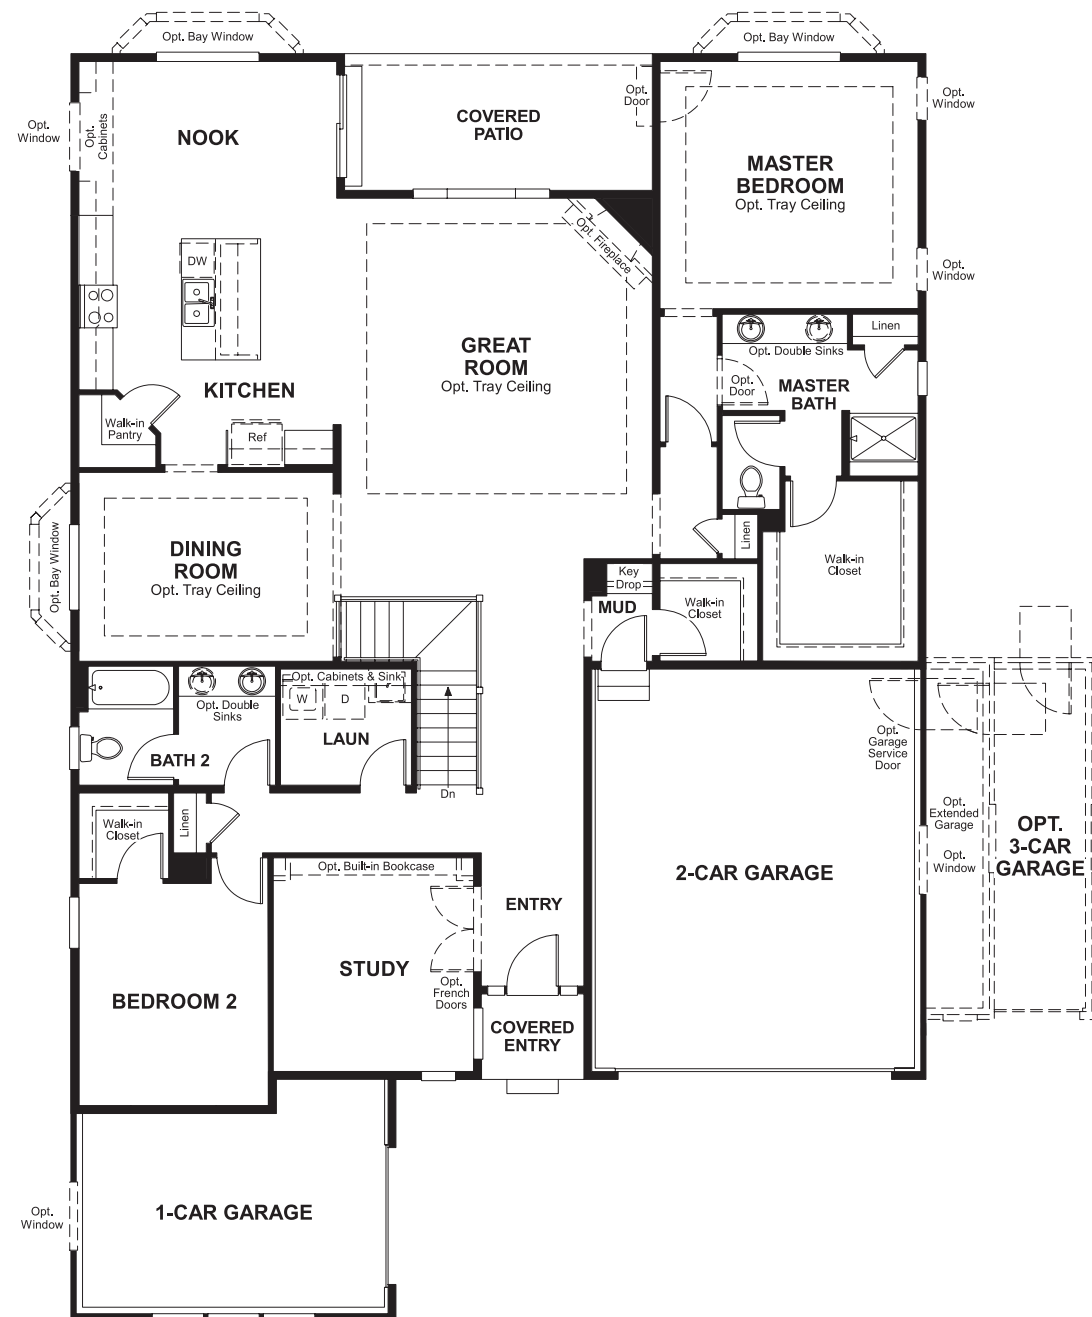 Opt. Bay Window
Opt. Bay Window
Opt.
Window
Opt.
Cabinets
NOOK
COVERED
PATIO
Opt.
Door
MASTER
BEDROOM
Opt. Tray Ceiling
Opt.
Window
Opt.
Window
DW
Opt. Fireplace
GREAT
ROOM
Opt. Tray Ceiling
KITCHEN
Walk-in
Pantry
Ref
Linen
Opt. Double Sinks
Opt.
Door
MASTER
BATH
Linen
Walk-in
Closet
Opt. Bay Window
DINING
ROOM
Opt. Tray Ceiling
Key
Drop
MUD
Walk-in
Closet
Opt. Cabinets & Sink
W
D
LAUN
Opt. Double
Sinks
BATH 2
Dn
Walk-in
Closet
Linen
Opt.
Garage
Service
Door
Opt.
Extended
Garage
Opt.
Window
OPT.
3-CAR
GARAGE
2-CAR GARAGE
Opt. Built-in Bookcase
ENTRY
STUDY
Opt.
French
Doors
BEDROOM 2
COVERED
ENTRY
1-CAR GARAGE
Opt.
Window